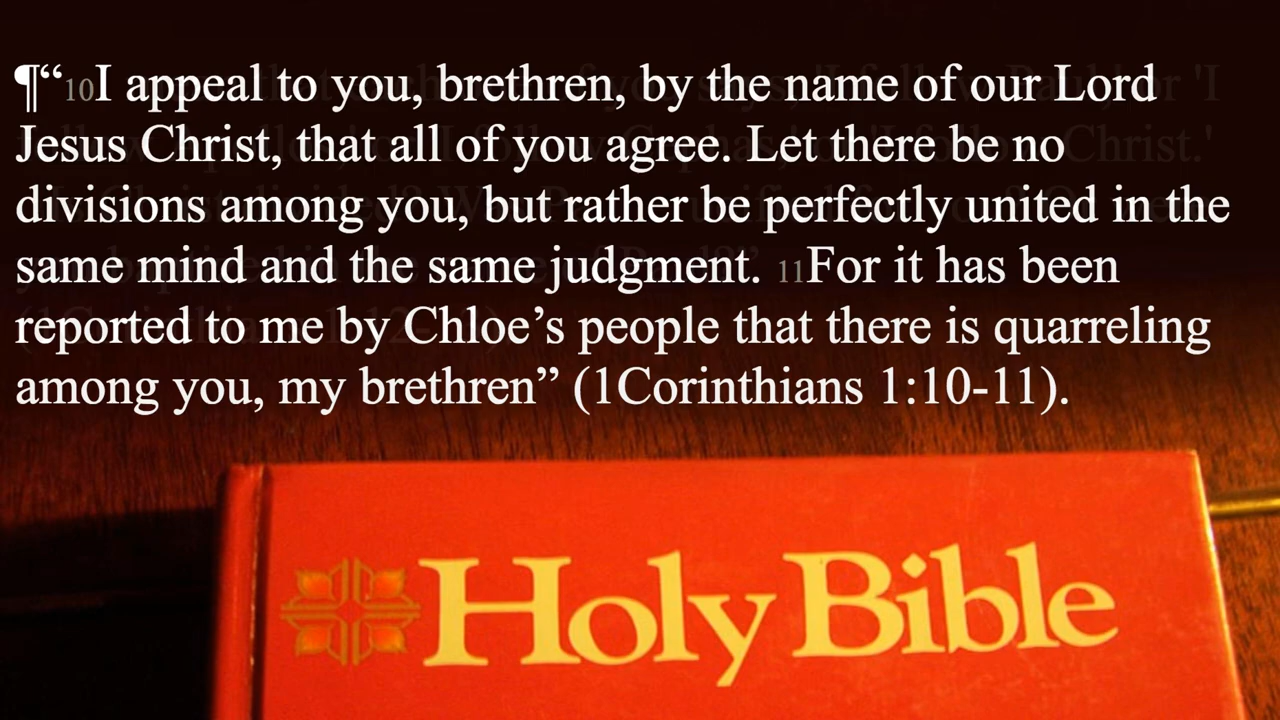 ¶“10I appeal to you, brethren, by the name of our Lord
Jesus Christ, that all of you agree. Let there be no
divisions among you, but rather be perfectly united in the
same mind and the same judgment. 11For it has been
reported to me by Chloe’s people that there is quarreling
among you, my brethren” (1Corinthians 1:10-11).
Holy Bible